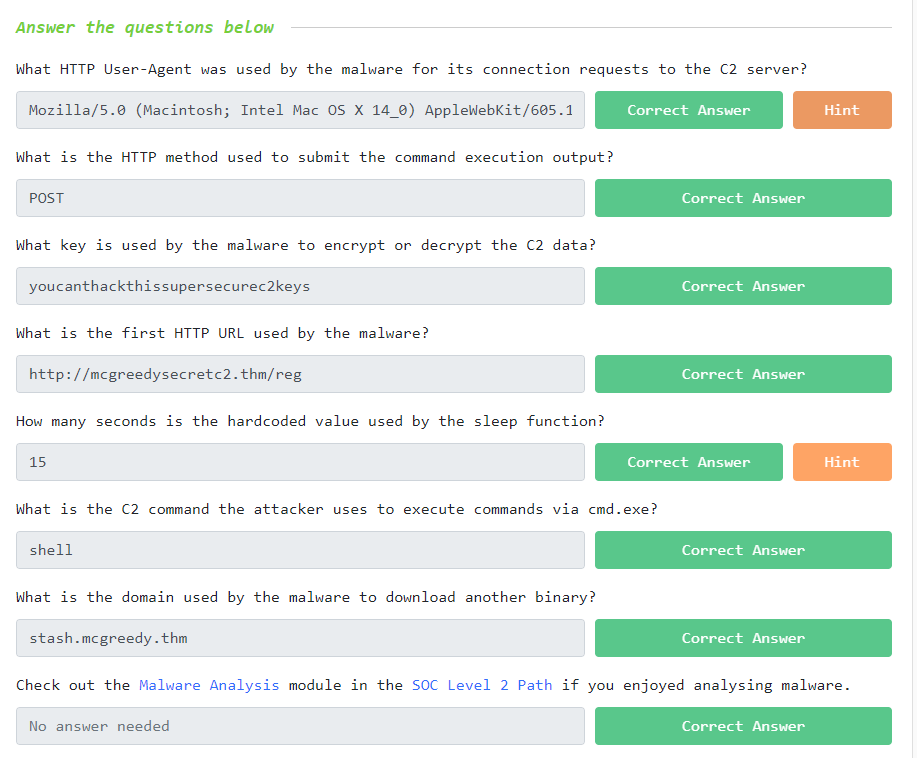 Answer the questions below
What HTTP User-Agent was used by the malware for its connection requests to the C2 server?
Mozilla/5.0 (Macintosh; Intel Mac OS X 14_0) AppleWebKit/605.1
Correct Answer
Hint
What is the HTTP method used to submit the command execution output?
POST
Correct Answer
What key is used by the malware to encrypt or decrypt the C2 data?
youcanthackthissupersecurec2keys
Correct Answer
What is the first HTTP URL used by the malware?
http://mcgreedysecretc2.thm/reg
Correct Answer
How many seconds is the hardcoded value used by the sleep function?
15
Correct Answer
Hint
What is the C2 command the attacker uses to execute commands via cmd.exe?
shell
Correct Answer
What is the domain used by the malware to download another binary?
stash.mcgreedy.thm
Correct Answer
Check out the Malware Analysis module in the SOC Level 2 Path if you enjoyed analysing malware.
No answer needed
Correct Answer